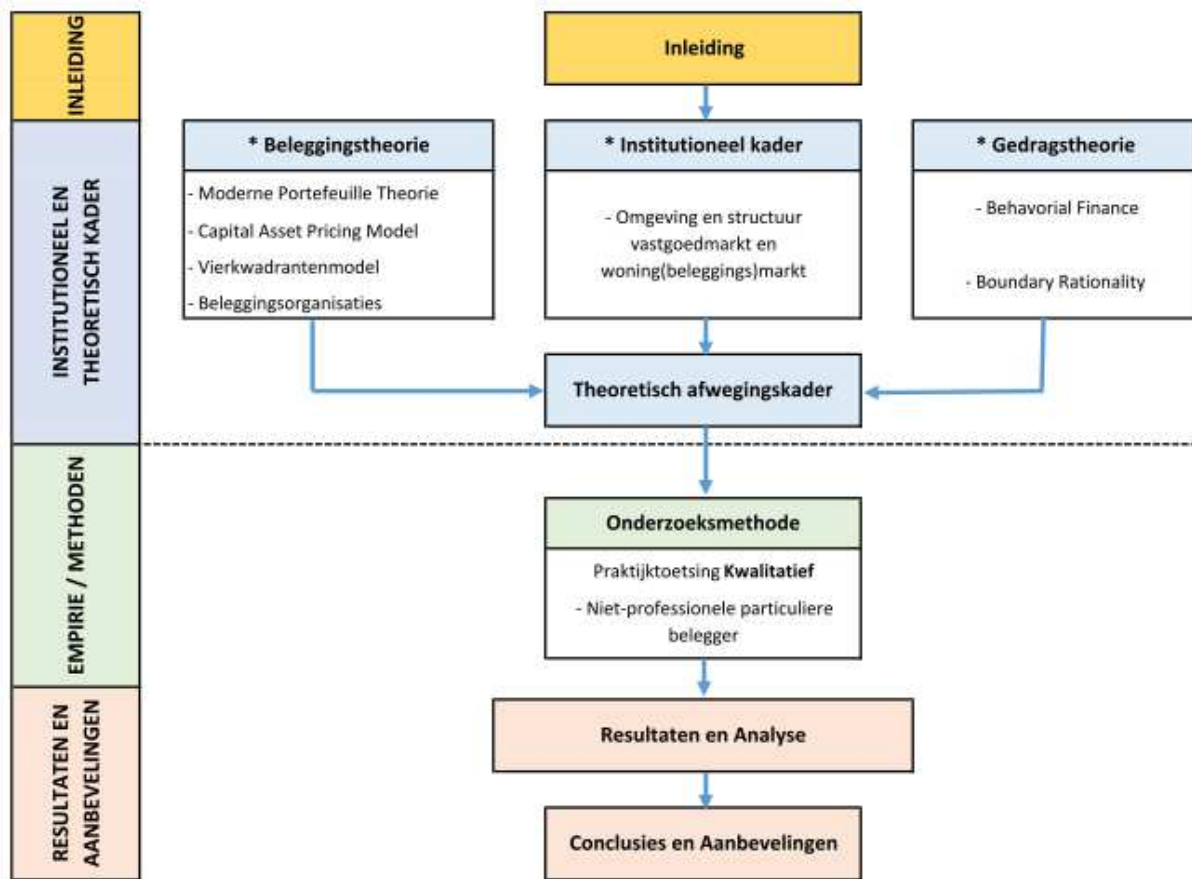 INLEIDING
Inleiding
INSTITUTIONEEL EN
THEORETISCH KADER
* Beleggingstheorie
- Moderne Portefeuille Theorie
- Capital Asset Pricing Model
- Vierkwadrantenmodel
- Beleggingsorganisaties
* Institutioneel kader
- Omgeving en structuur
vastgoedmarkt en
woning(beleggings)markt
* Gedragstheorie
- Behavorial Finance
- Boundary Rationality
Theoretisch afwegingskader
EMPIRIE / METHODEN
Onderzoeksmethode
Praktijktoetsing Kwalitatief
- Niet-professionele particuliere
belegger
RESULTATEN EN
AANBEVELINGEN
Resultaten en Analyse
Conclusies en Aanbevelingen